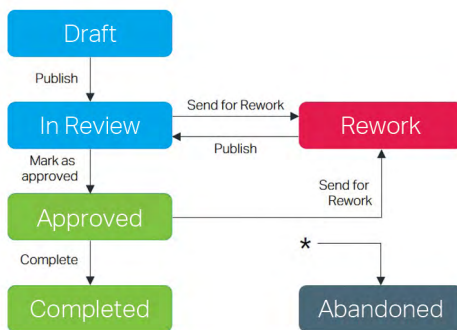 Draft
Publish
Send for Rework
In Review
Rework
Publish
Mark as
approved
Send for
Rework
Approved
*
Complete
Completed
Abandoned